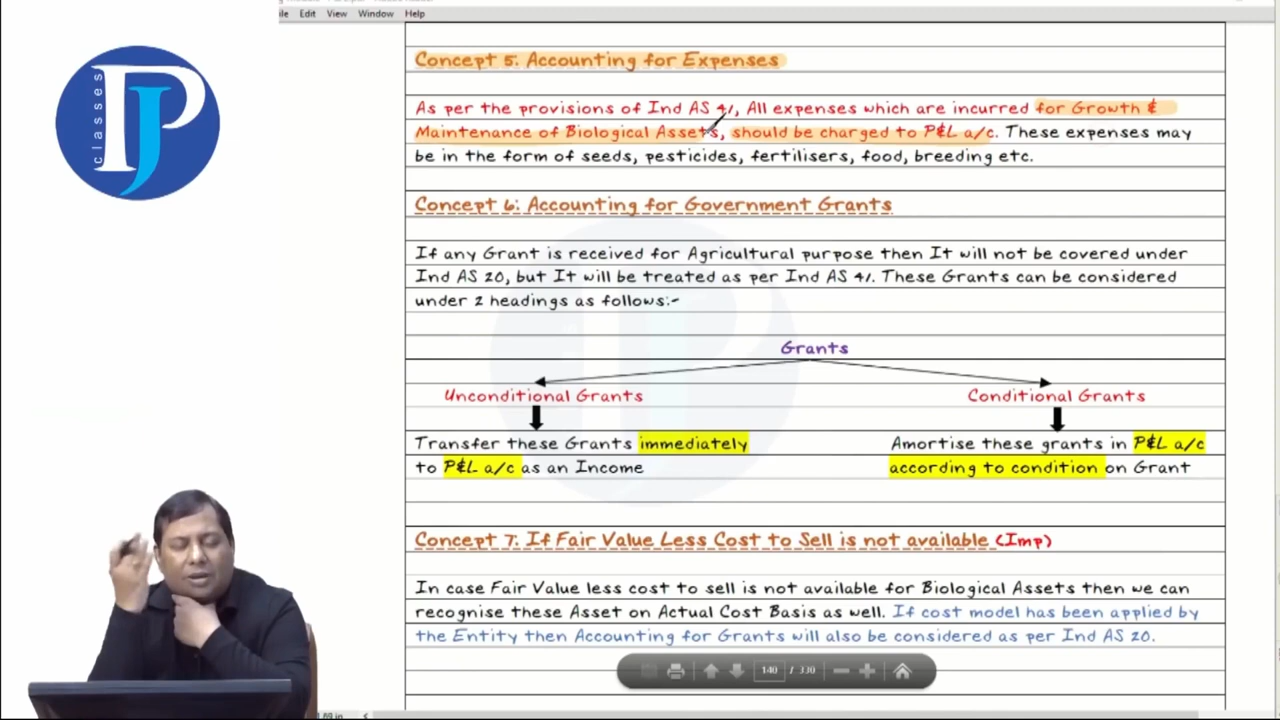 ile Edit View Window Help
classes
PJ
Concept 5: Accounting for Expenses
As per the provisions of Ind AS 41, All expenses which are incurred for Growth &
Maintenance of Biological Assets, should be charged to P&L a/c. These expenses may
be in the form of seeds, pesticides, fertilisers, food, breeding etc.
Concept 6: Accounting for Government Grants
If any Grant is received for Agricultural purpose then It will not be covered under
Ind AS 20, but It will be treated as per Ind AS 41. These Grants can be considered
under 2 headings as follows:-
Grants
Unconditional Grants
Conditional Grants
Transfer these Grants immediately
to P&L a/c as an Income
Amortise these grants in P&L a/c
according to condition on Grant
Concept 7: If Fair Value Less Cost to Sell is not available (Imp)
In case Fair Value less cost to sell is not available for Biological Assets then we can
recognise these Asset on Actual Cost Basis as well. If cost model has been applied by
the Entity then Accounting for Grants will also be considered as per Ind AS 20.
140 / 330